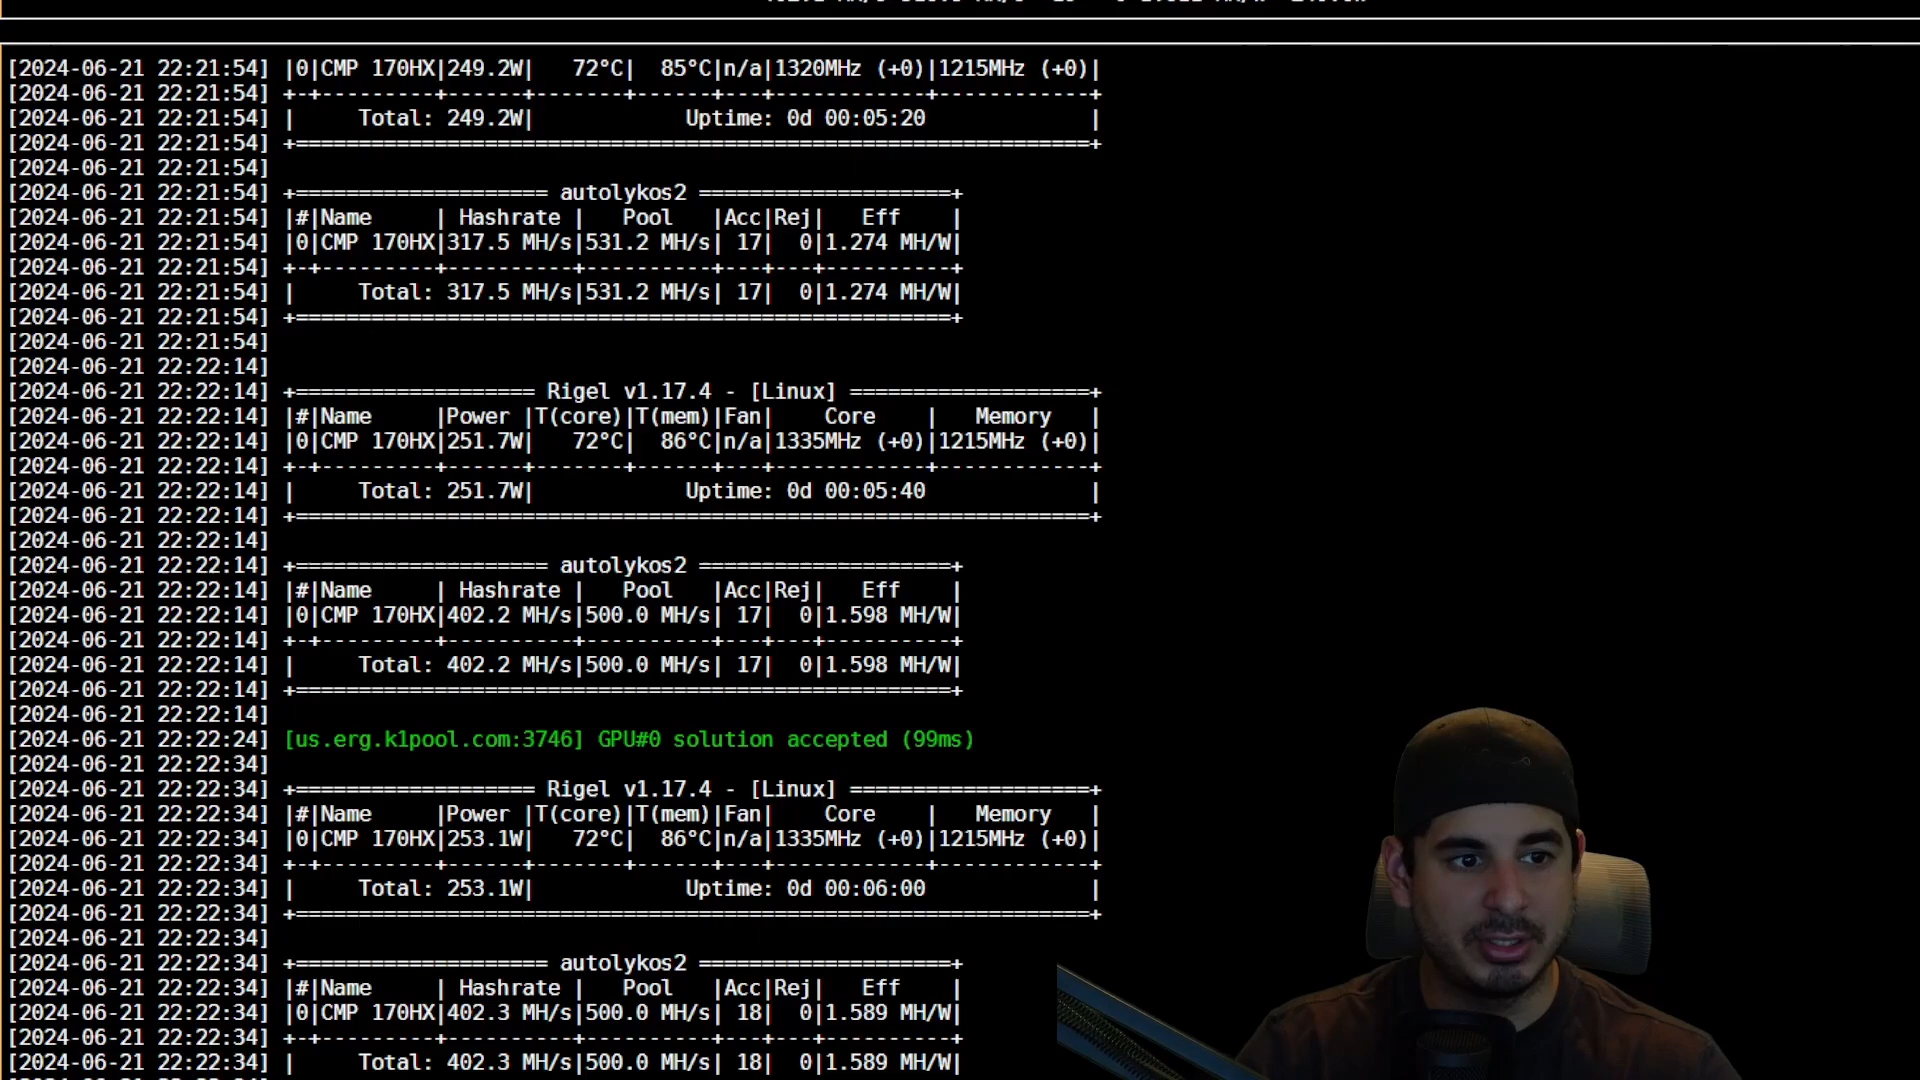 [2024-06-21 22:21:54] |0|CMP 170HX|249.2W|   72°C|  85°C|n/a|1320MHz (+0)|1215MHz (+0)|
[2024-06-21 22:21:54] +-+---------+------+-------+------+---+------------+------------+
[2024-06-21 22:21:54] |     Total: 249.2W|            Uptime: 0d 00:05:20             |
[2024-06-21 22:21:54] +===============================================================+
[2024-06-21 22:21:54]
[2024-06-21 22:21:54] +==================== autolykos2 ====================+
[2024-06-21 22:21:54] |#|Name     | Hashrate |   Pool   |Acc|Rej|   Eff    |
[2024-06-21 22:21:54] |0|CMP 170HX|317.5 MH/s|531.2 MH/s| 17|  0|1.274 MH/W|
[2024-06-21 22:21:54] +-+---------+----------+----------+---+---+----------+
[2024-06-21 22:21:54] |     Total: 317.5 MH/s|531.2 MH/s| 17|  0|1.274 MH/W|
[2024-06-21 22:21:54] +====================================================+
[2024-06-21 22:21:54]
[2024-06-21 22:22:14]
[2024-06-21 22:22:14] +=================== Rigel v1.17.4 - [Linux] ===================+
[2024-06-21 22:22:14] |#|Name     |Power |T(core)|T(mem)|Fan|    Core    |   Memory   |
[2024-06-21 22:22:14] |0|CMP 170HX|251.7W|   72°C|  86°C|n/a|1335MHz (+0)|1215MHz (+0)|
[2024-06-21 22:22:14] +-+---------+------+-------+------+---+------------+------------+
[2024-06-21 22:22:14] |     Total: 251.7W|            Uptime: 0d 00:05:40             |
[2024-06-21 22:22:14] +===============================================================+
[2024-06-21 22:22:14]
[2024-06-21 22:22:14] +==================== autolykos2 ====================+
[2024-06-21 22:22:14] |#|Name     | Hashrate |   Pool   |Acc|Rej|   Eff    |
[2024-06-21 22:22:14] |0|CMP 170HX|402.2 MH/s|500.0 MH/s| 17|  0|1.598 MH/W|
[2024-06-21 22:22:14] +-+---------+----------+----------+---+---+----------+
[2024-06-21 22:22:14] |     Total: 402.2 MH/s|500.0 MH/s| 17|  0|1.598 MH/W|
[2024-06-21 22:22:14] +====================================================+
[2024-06-21 22:22:14]
[2024-06-21 22:22:24] [us.erg.k1pool.com:3746] GPU#0 solution accepted (99ms)
[2024-06-21 22:22:34]
[2024-06-21 22:22:34] +=================== Rigel v1.17.4 - [Linux] ===================+
[2024-06-21 22:22:34] |#|Name     |Power |T(core)|T(mem)|Fan|    Core    |   Memory   |
[2024-06-21 22:22:34] |0|CMP 170HX|253.1W|   72°C|  86°C|n/a|1335MHz (+0)|1215MHz (+0)|
[2024-06-21 22:22:34] +-+---------+------+-------+------+---+------------+------------+
[2024-06-21 22:22:34] |     Total: 253.1W|            Uptime: 0d 00:06:00             |
[2024-06-21 22:22:34] +===============================================================+
[2024-06-21 22:22:34]
[2024-06-21 22:22:34] +==================== autolykos2 ====================+
[2024-06-21 22:22:34] |#|Name     | Hashrate |   Pool   |Acc|Rej|   Eff    |
[2024-06-21 22:22:34] |0|CMP 170HX|402.3 MH/s|500.0 MH/s| 18|  0|1.589 MH/W|
[2024-06-21 22:22:34] +-+---------+----------+----------+---+---+----------+
[2024-06-21 22:22:34] |     Total: 402.3 MH/s|500.0 MH/s| 18|  0|1.589 MH/W|